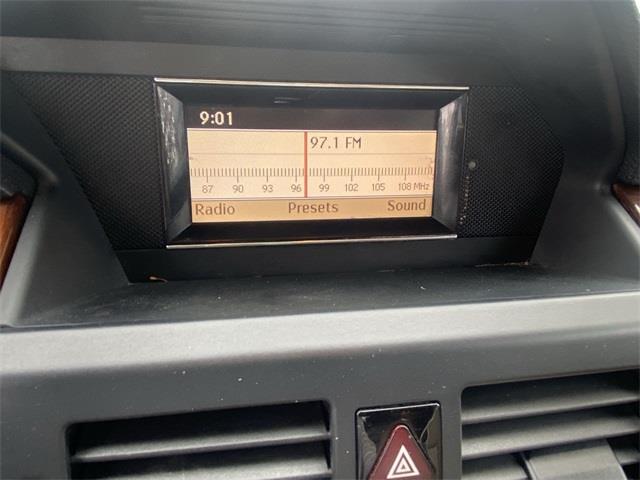 9:01
97.1 FM
87 90 93 96 99 102 105 108 MHz
Radio Presets Sound